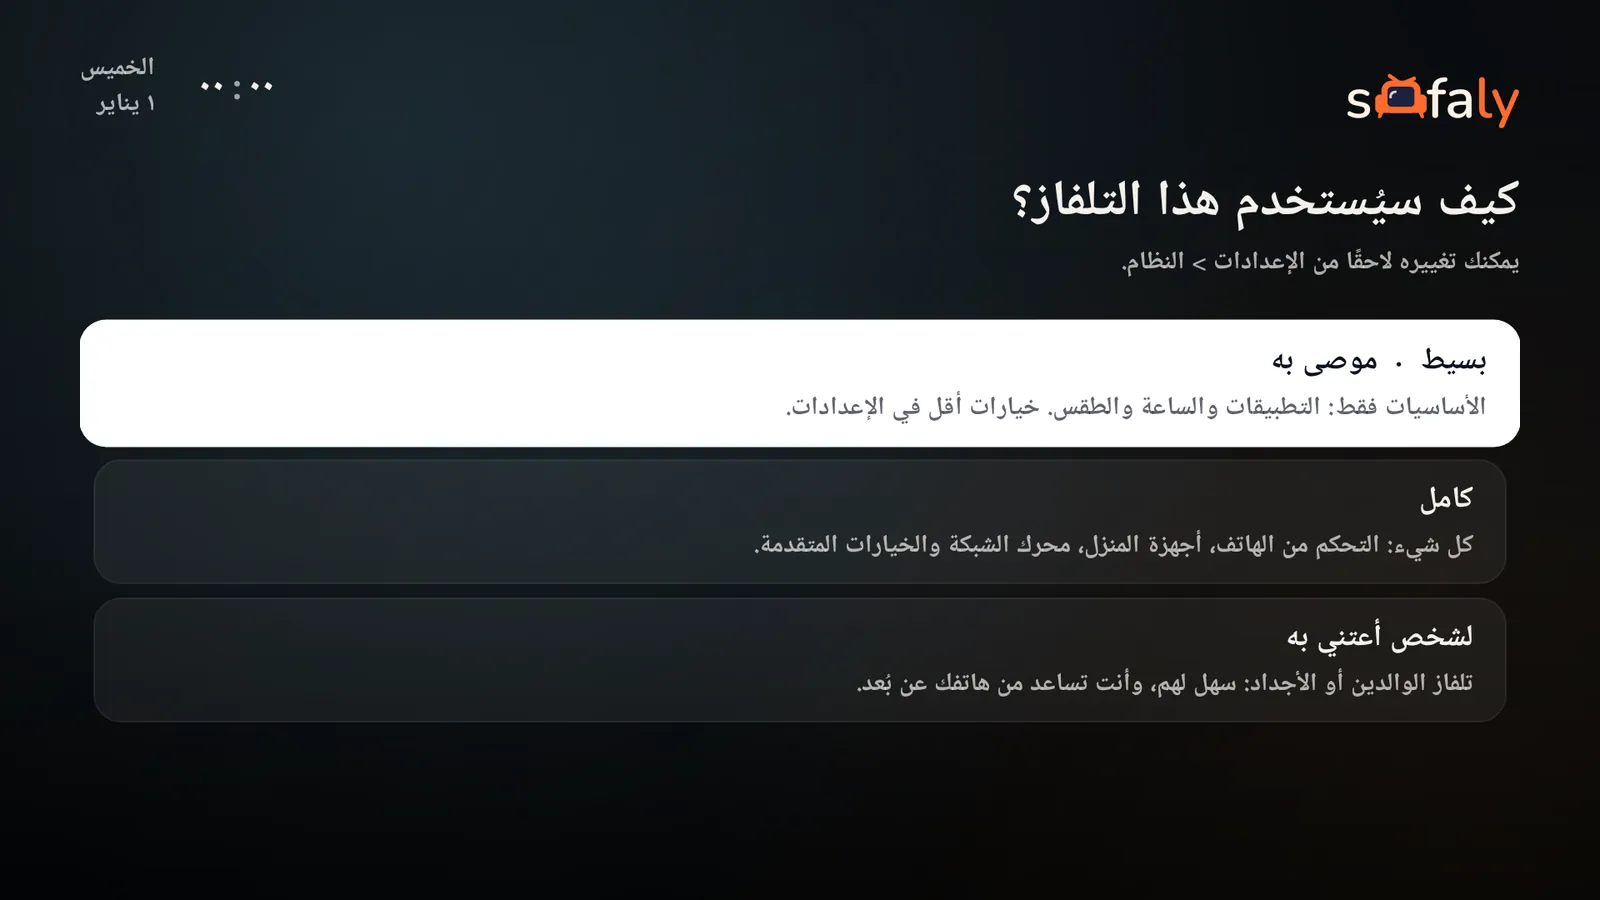 sofaly
٠٠:٠٠
الخميس
١ يناير
كيف سيُستخدم هذا التلفاز؟
يمكنك تغييره لاحقًا من الإعدادات > النظام.
بسيط · موصى به
الأساسيات فقط: التطبيقات والساعة والطقس. خيارات أقل في الإعدادات.
كامل
كل شيء: التحكم من الهاتف، أجهزة المنزل، محرك الشبكة والخيارات المتقدمة.
لشخص أعتني به
تلفاز الوالدين أو الأجداد: سهل لهم، وأنت تساعد من هاتفك عن بُعد.